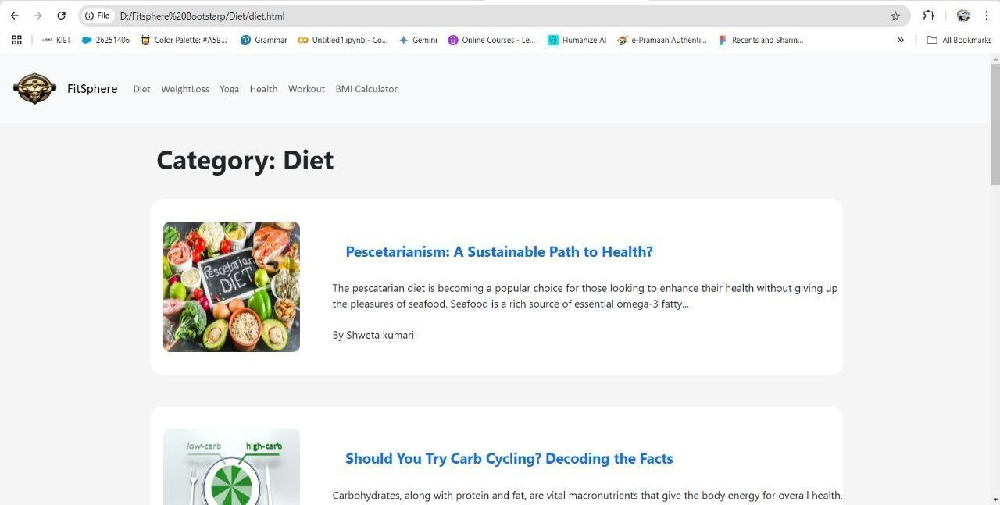 File D:/Fitsphere%20Bootstarp/Diet/diet.html
KIET 26251406 Color Palette: #A5B... Grammar Untitled1.ipynb - Co... Gemini Online Courses - Le... Humanize AI e-Pramaan Authenti... Recents and Sharin... » All Bookmarks
FitSphere Diet WeightLoss Yoga Health Workout BMI Calculator
Category: Diet
Pescetarian
DIET
Pescetarianism: A Sustainable Path to Health?
The pescatarian diet is becoming a popular choice for those looking to enhance their health without giving up
the pleasures of seafood. Seafood is a rich source of essential omega-3 fatty...
By Shweta kumari
low-carb high-carb
Should You Try Carb Cycling? Decoding the Facts
Carbohydrates, along with protein and fat, are vital macronutrients that give the body energy for overall health.